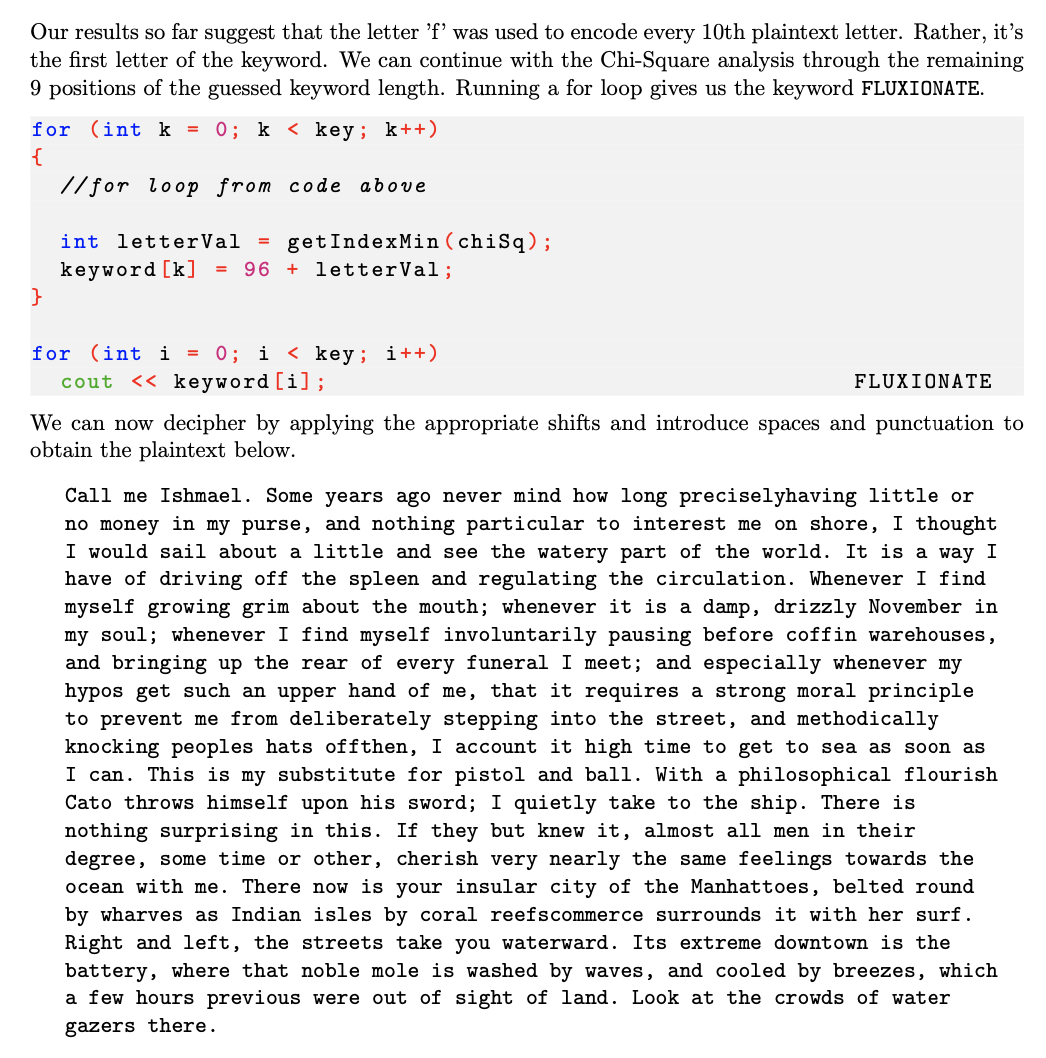 Our results so far suggest that the letter ’f’ was used to encode every 10th plaintext letter. Rather, it’s
the first letter of the keyword. We can continue with the Chi-Square analysis through the remaining
9 positions of the guessed keyword length. Running a for loop gives us the keyword FLUXIONATE.
for (int k = 0; k < key; k++)
{
//for loop from code above
int letterVal = getIndexMin(chiSq);
keyword[k] = 96 + letterVal;
}
for (int i = 0; i < key; i++)
cout << keyword[i]; FLUXIONATE
We can now decipher by applying the appropriate shifts and introduce spaces and punctuation to
obtain the plaintext below.
Call me Ishmael. Some years ago never mind how long preciselyhaving little or
no money in my purse, and nothing particular to interest me on shore, I thought
I would sail about a little and see the watery part of the world. It is a way I
have of driving off the spleen and regulating the circulation. Whenever I find
myself growing grim about the mouth; whenever it is a damp, drizzly November in
my soul; whenever I find myself involuntarily pausing before coffin warehouses,
and bringing up the rear of every funeral I meet; and especially whenever my
hypos get such an upper hand of me, that it requires a strong moral principle
to prevent me from deliberately stepping into the street, and methodically
knocking peoples hats offthen, I account it high time to get to sea as soon as
I can. This is my substitute for pistol and ball. With a philosophical flourish
Cato throws himself upon his sword; I quietly take to the ship. There is
nothing surprising in this. If they but knew it, almost all men in their
degree, some time or other, cherish very nearly the same feelings towards the
ocean with me. There now is your insular city of the Manhattoes, belted round
by wharves as Indian isles by coral reefscommerce surrounds it with her surf.
Right and left, the streets take you waterward. Its extreme downtown is the
battery, where that noble mole is washed by waves, and cooled by breezes, which
a few hours previous were out of sight of land. Look at the crowds of water
gazers there.